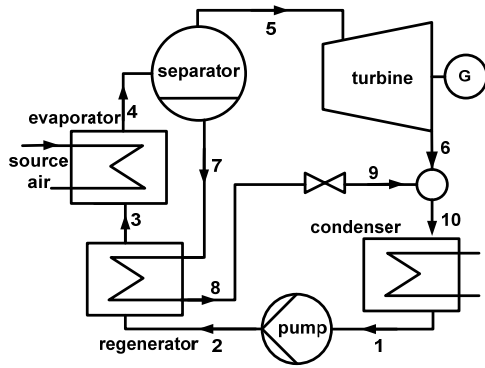 5
separator
turbine
G
evaporator
4
source
air
6
7
9
3
condenser
10
8
regenerator
2
pump
1